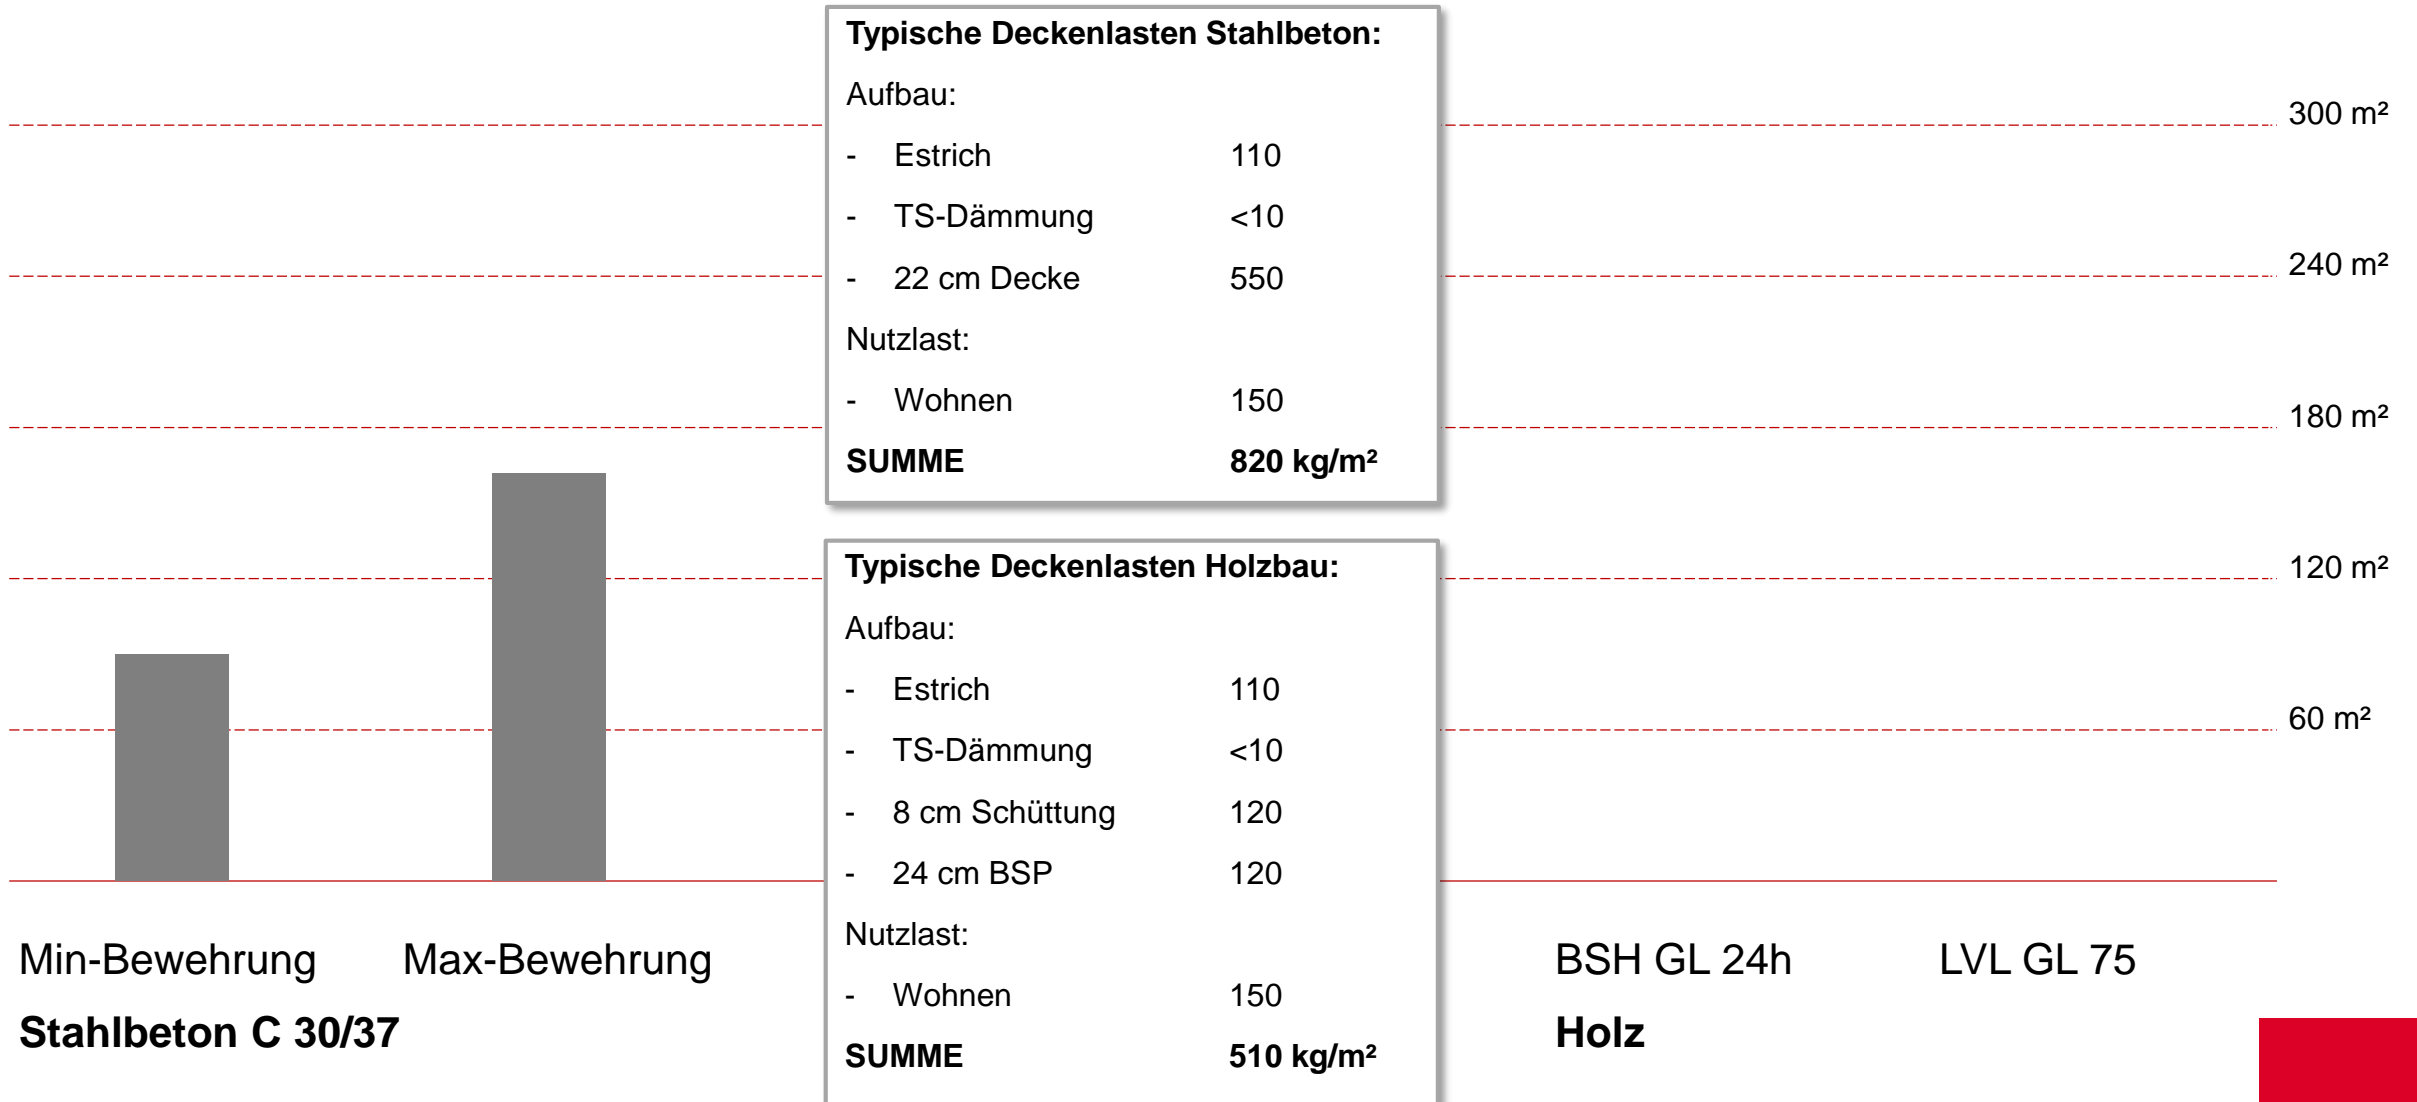 Typische Deckenlasten Stahlbeton:
Aufbau:
- Estrich 110
- TS-Dämmung <10
- 22 cm Decke 550
Nutzlast:
- Wohnen 150
SUMME 820 kg/m²
Typische Deckenlasten Holzbau:
Aufbau:
- Estrich 110
- TS-Dämmung <10
- 8 cm Schüttung 120
- 24 cm BSP 120
Nutzlast:
- Wohnen 150
SUMME 510 kg/m²
300 m²
240 m²
180 m²
120 m²
60 m²
Min-Bewehrung Max-Bewehrung
Stahlbeton C 30/37
BSH GL 24h LVL GL 75
Holz